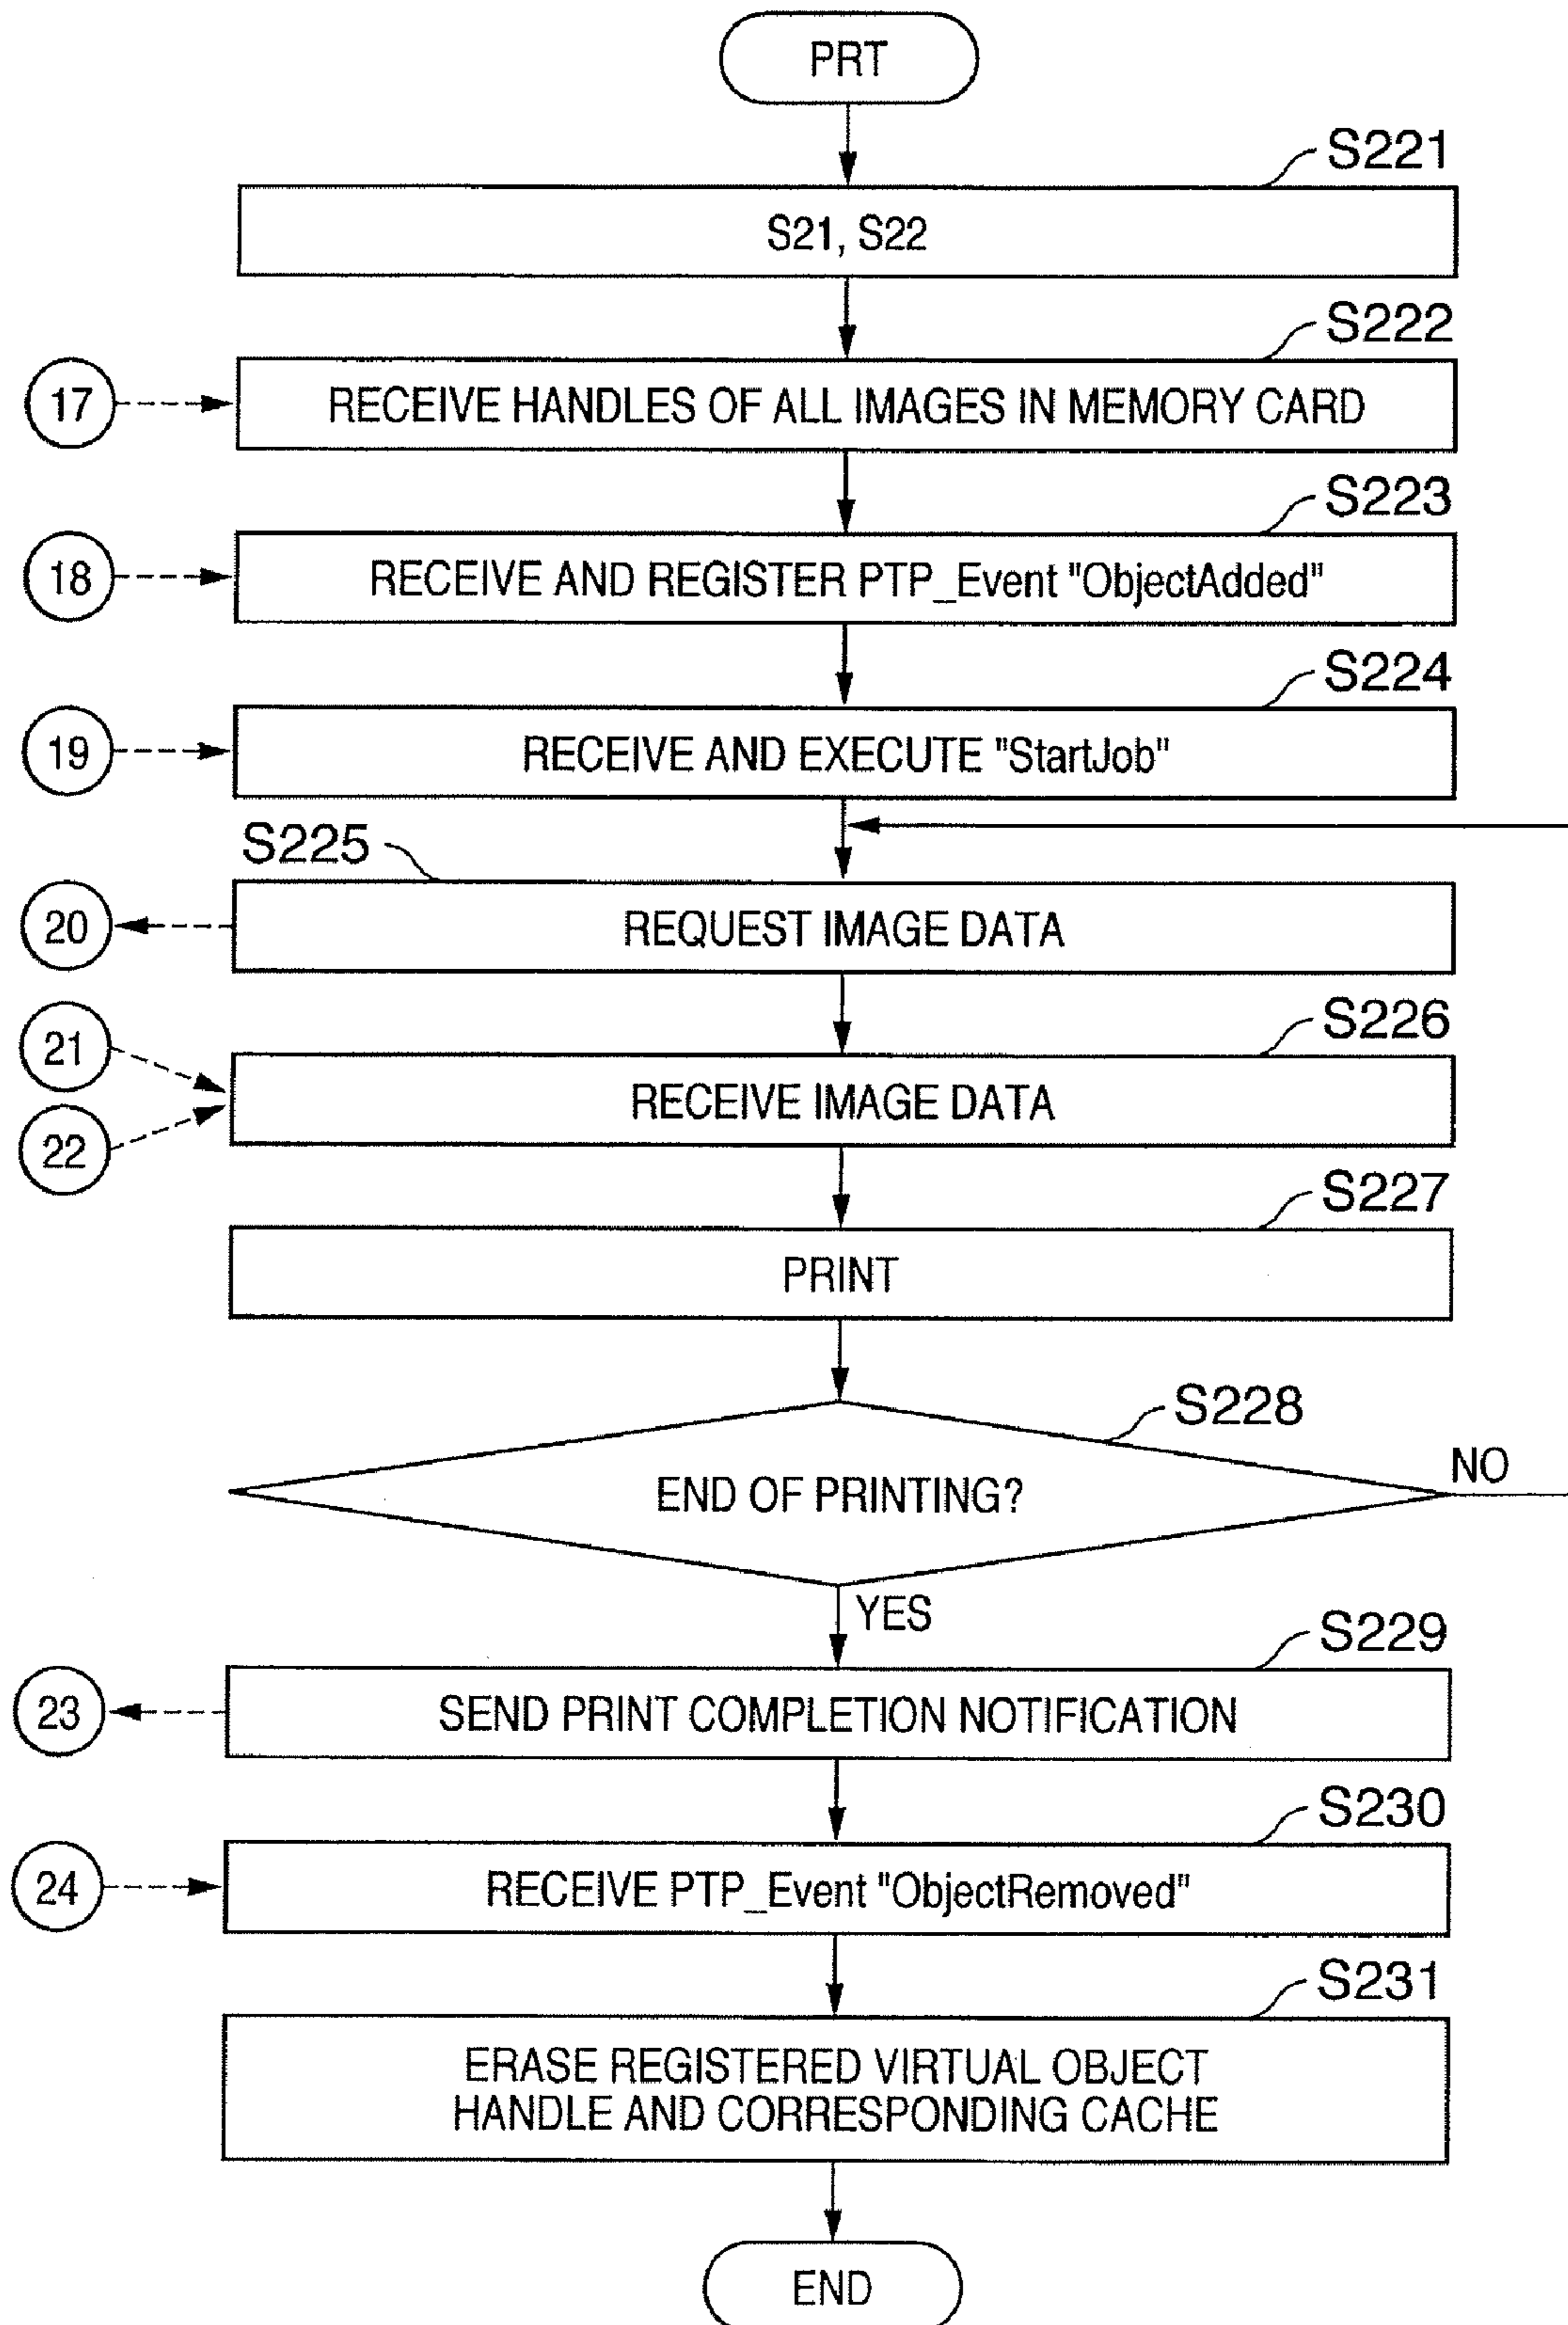 PRT
S221
S21, S22
S222
17
RECEIVE HANDLES OF ALL IMAGES IN MEMORY CARD
S223
18
RECEIVE AND REGISTER PTP_Event "ObjectAdded"
S224
19
RECEIVE AND EXECUTE "StartJob"
S225
20
REQUEST IMAGE DATA
S226
21
22
RECEIVE IMAGE DATA
S227
PRINT
S228
END OF PRINTING?
NO
YES
S229
23
SEND PRINT COMPLETION NOTIFICATION
S230
24
RECEIVE PTP_Event "ObjectRemoved"
S231
ERASE REGISTERED VIRTUAL OBJECT
HANDLE AND CORRESPONDING CACHE
END